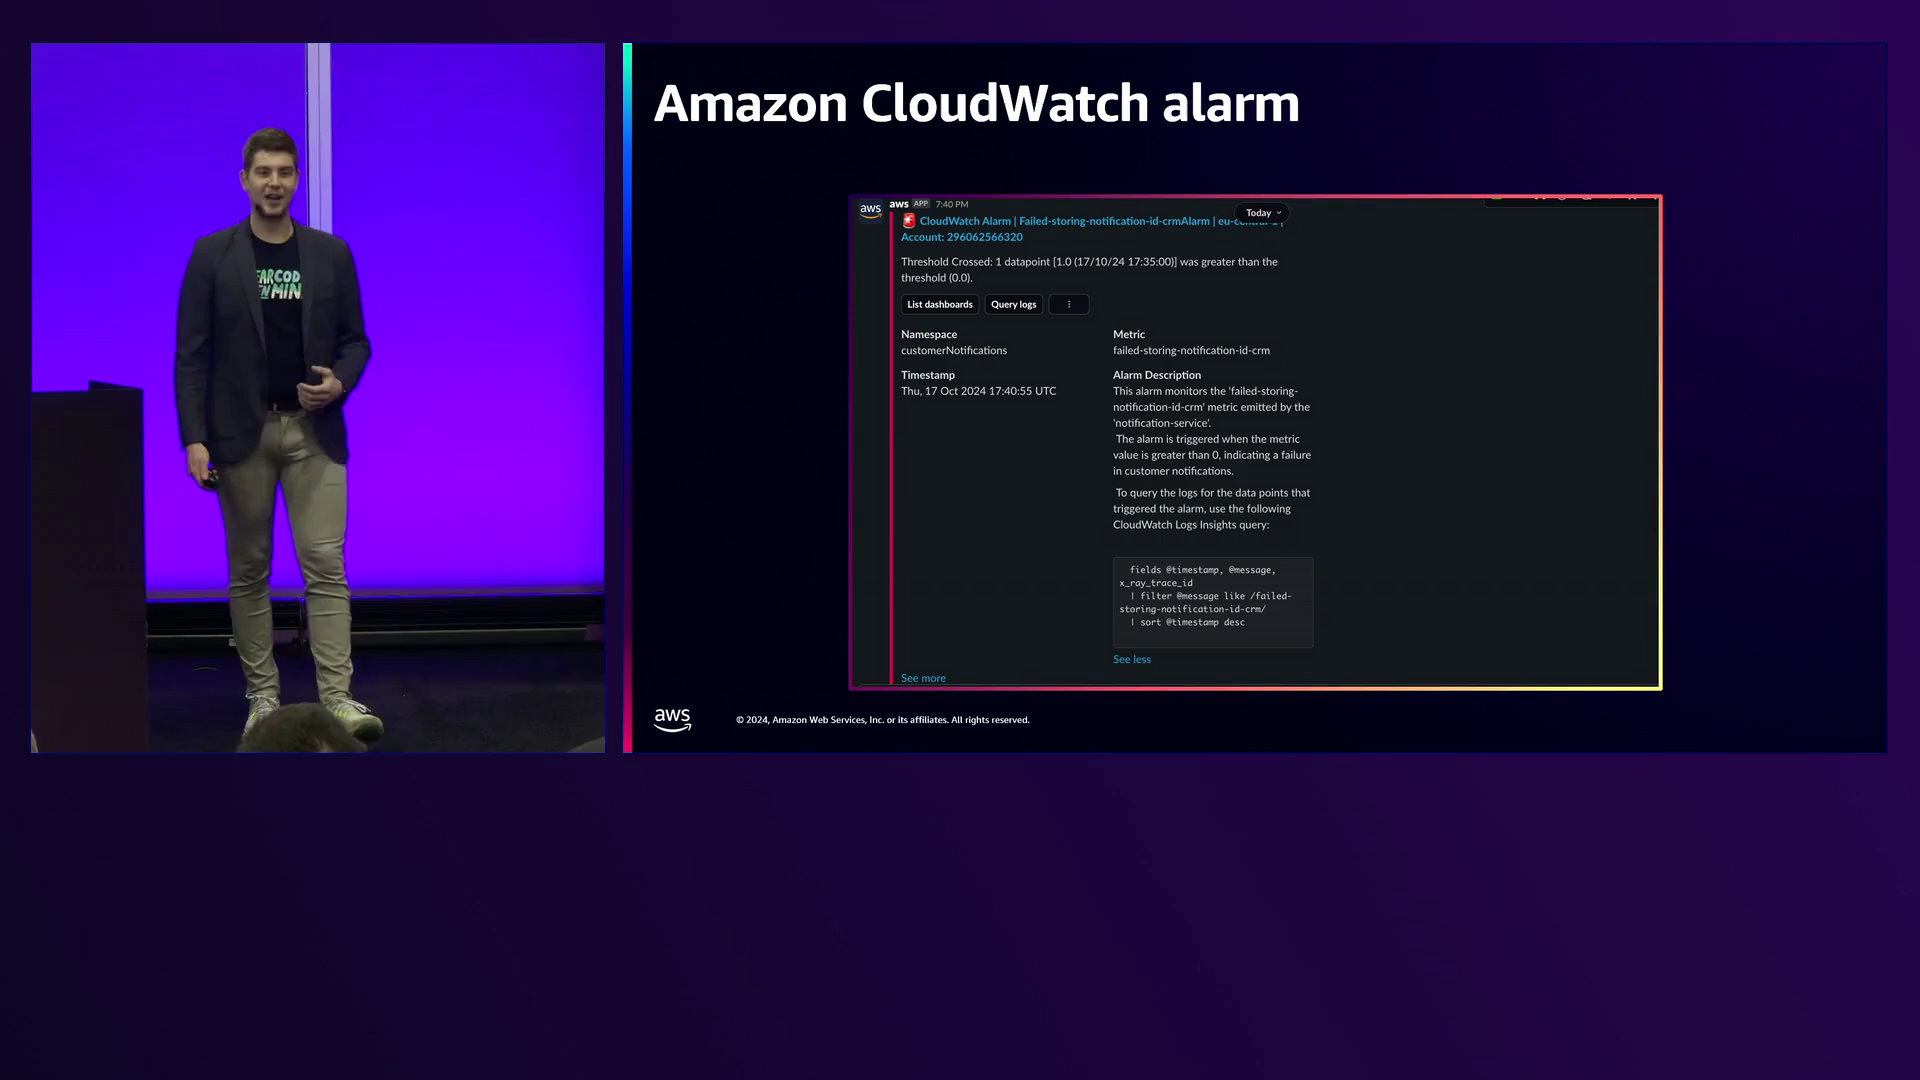 Amazon CloudWatch alarm
aws
aws APP 7:40 PM
Today
CloudWatch Alarm | Failed-storing-notification-id-crmAlarm |
Account: 296062566320
Threshold Crossed: 1 datapoint [1.0 (17/10/24 17:35:00)] was greater than the
threshold (0.0).
List dashboards Query logs
Namespace
customerNotifications
Timestamp
Thu, 17 Oct 2024 17:40:55 UTC
Metric
failed-storing-notification-id-crm
Alarm Description
This alarm monitors the 'failed-
storing-notification-id-crm' metric emitted by the
'notification-service'.
The alarm is triggered when the metric
value is greater than 0, indicating a failure
in customer notifications.
To query the logs for the data points that
triggered the alarm, use the following
CloudWatch Logs Insights query:
fields @timestamp, @message,
x_ray_trace_id
| filter @message like /failed-
storing-notification-id-crm/
| sort @timestamp desc
See less
See more
aws
© 2024, Amazon Web Services, Inc. or its affiliates. All rights reserved.